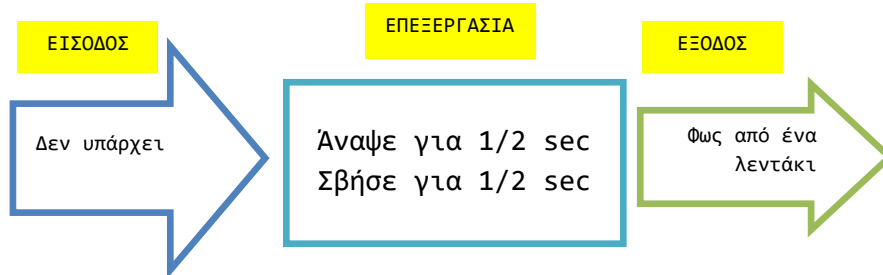 ΕΙΣΟΔΟΣ
Δεν υπάρχει
ΕΠΕΞΕΡΓΑΣΙΑ
Άναψε για 1/2 sec
Σβήσε για 1/2 sec
ΕΞΟΔΟΣ
Φως από ένα
λεντάκι